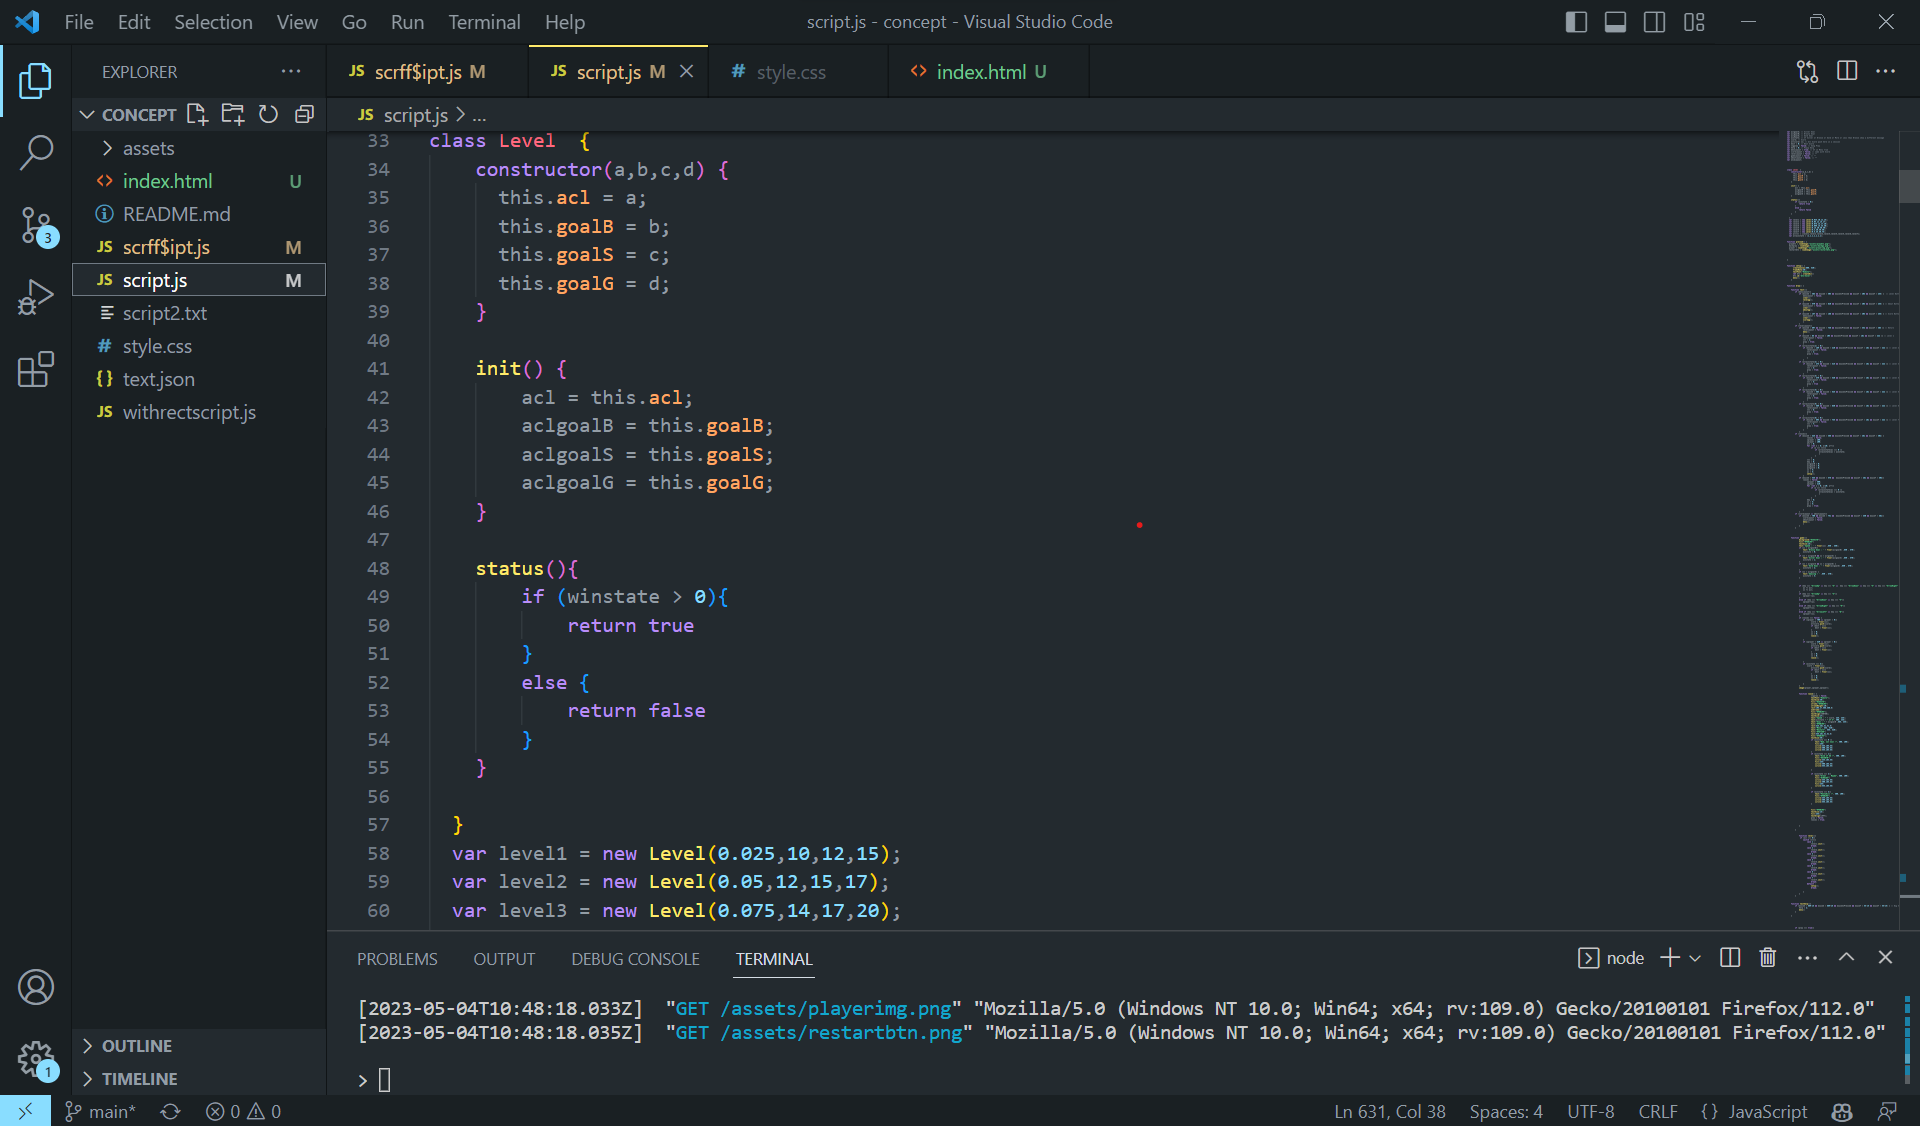 File Edit Selection View Go Run Terminal Help
script.js - concept - Visual Studio Code
EXPLORER
CONCEPT
assets
index.html U
README.md
JS scrff$ipt.js M
JS script.js M
script2.txt
# style.css
{} text.json
JS withrectscript.js
OUTLINE
TIMELINE
3
1
JS scrff$ipt.js M
JS script.js M
# style.css
<> index.html U
JS script.js > ...
33 class Level {
34 constructor(a,b,c,d) {
35 this.acl = a;
36 this.goalB = b;
37 this.goalS = c;
38 this.goalG = d;
39 }
40
41 init() {
42 acl = this.acl;
43 aclgoalB = this.goalB;
44 aclgoalS = this.goalS;
45 aclgoalG = this.goalG;
46 }
47
48 status(){
49 if (winstate > 0){
50 return true
51 }
52 else {
53 return false
54 }
55 }
56
57 }
58 var level1 = new Level(0.025,10,12,15);
59 var level2 = new Level(0.05,12,15,17);
60 var level3 = new Level(0.075,14,17,20);
PROBLEMS OUTPUT DEBUG CONSOLE TERMINAL
node
[2023-05-04T10:48:18.033Z] "GET /assets/playerimg.png" "Mozilla/5.0 (Windows NT 10.0; Win64; x64; rv:109.0) Gecko/20100101 Firefox/112.0"
[2023-05-04T10:48:18.035Z] "GET /assets/restartbtn.png" "Mozilla/5.0 (Windows NT 10.0; Win64; x64; rv:109.0) Gecko/20100101 Firefox/112.0"
>
main* 0 0
Ln 631, Col 38 Spaces: 4 UTF-8 CRLF {} JavaScript